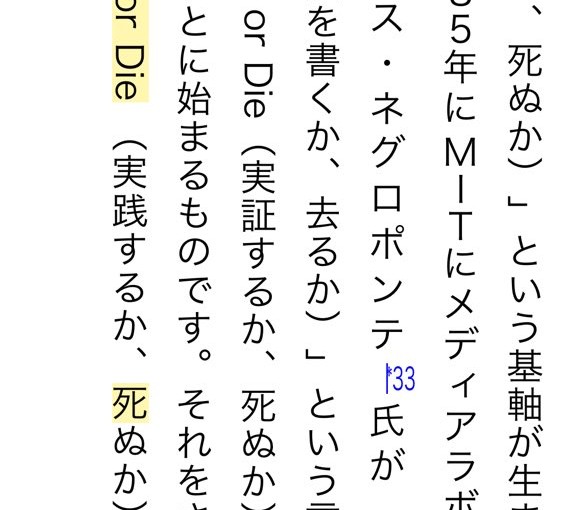 、死ぬか）」という基軸が生
5年にMITにメディアラボ
ス・ネグロポンテ*33氏が
を書くか、去るか）」という
or Die（実証するか、死ぬか）
とに始まるものです。それをさ
or Die（実践するか、死ぬか）